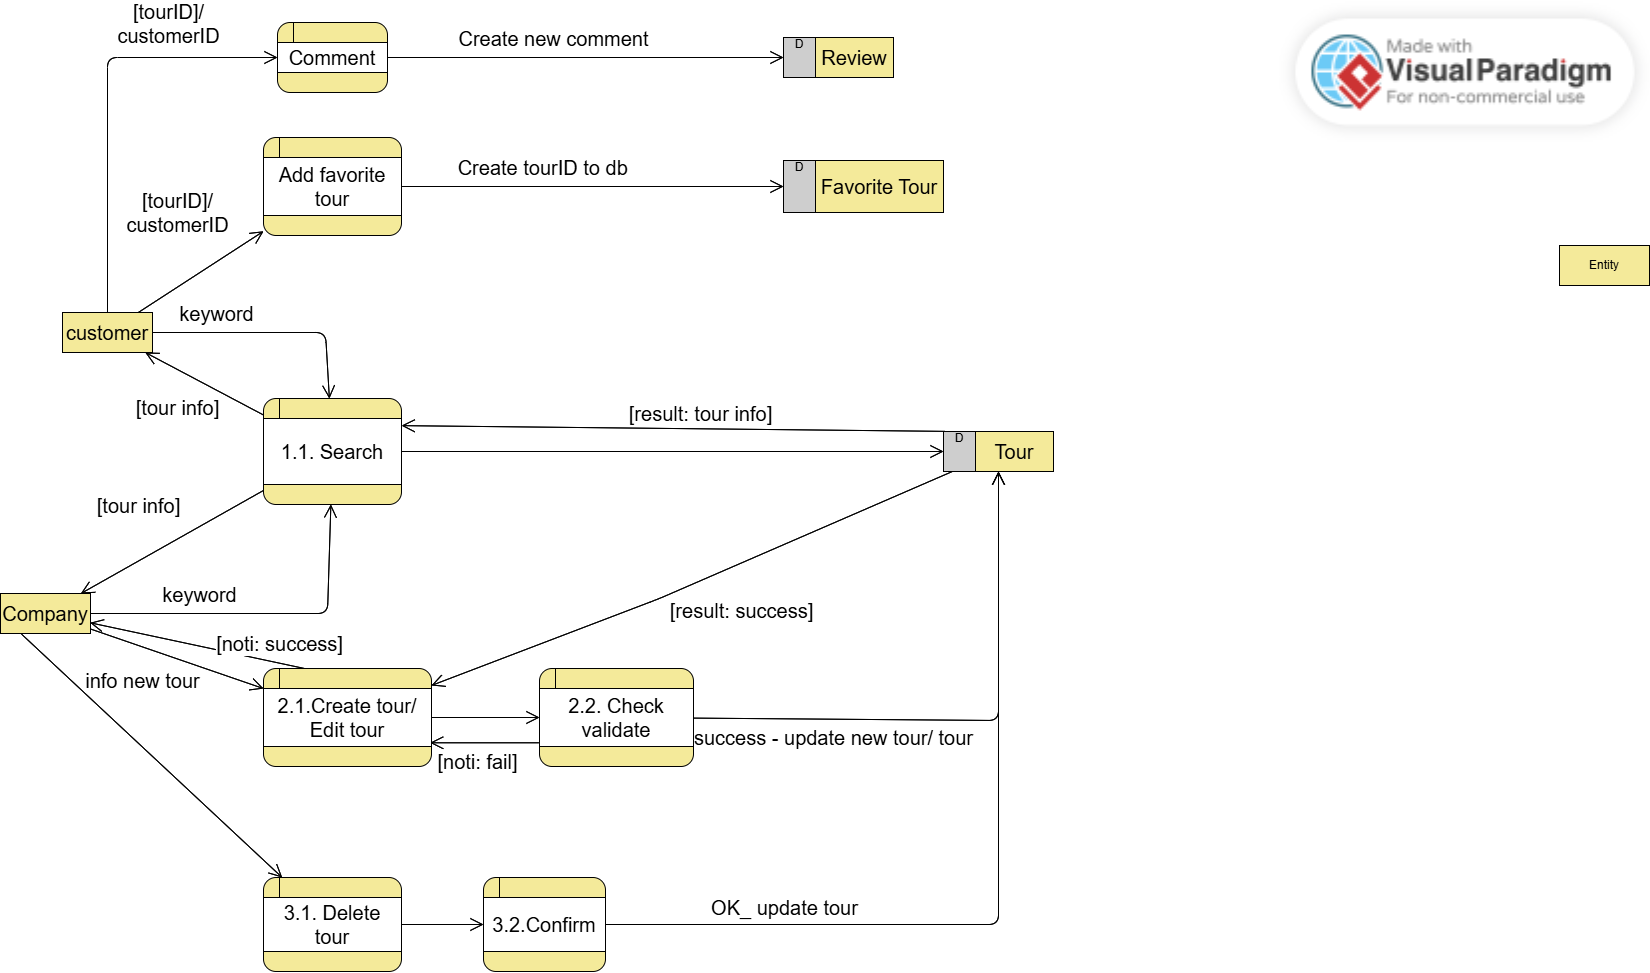 [tourID]/
customerID
Comment
Create new comment
D
Review
Made with
Visual Paradigm
For non-commercial use
Add favorite
tour
Create tourID to db
D
Favorite Tour
[tourID]/
customerID
Entity
customer
keyword
[tour info]
1.1. Search
[result: tour info]
D
Tour
[tour info]
Company
keyword
[result: success]
[noti: success]
info new tour
2.1.Create tour/
Edit tour
2.2. Check
validate
success - update new tour/ tour
[noti: fail]
3.1. Delete
tour
3.2.Confirm
OK_ update tour